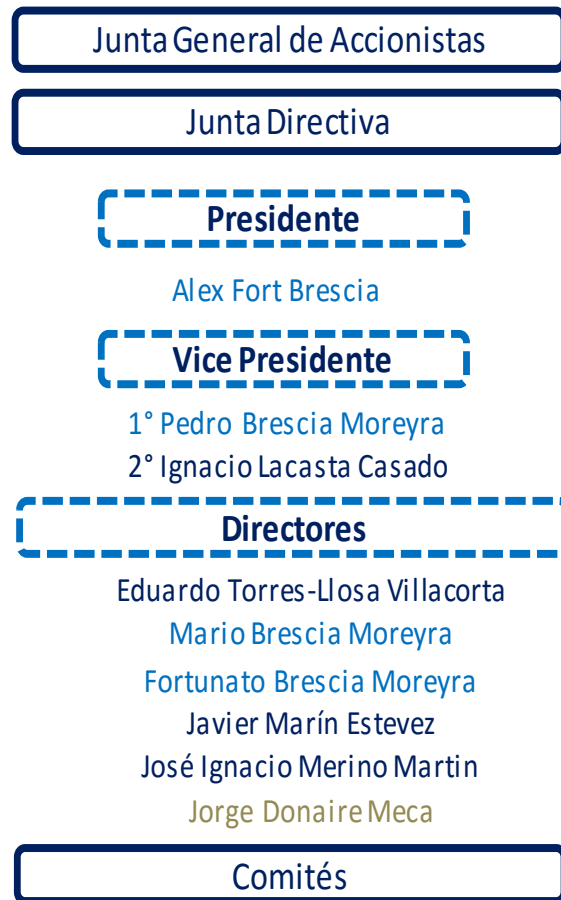 Junta General de Accionistas
Junta Directiva
Presidente
Alex Fort Brescia
Vice Presidente
1° Pedro Brescia Moreyra
2° Ignacio Lacasta Casado
Directores
Eduardo Torres-Llosa Villacorta
Mario Brescia Moreyra
Fortunato Brescia Moreyra
Javier Marín Estevez
José Ignacio Merino Martin
Jorge Donaire Meca
Comités